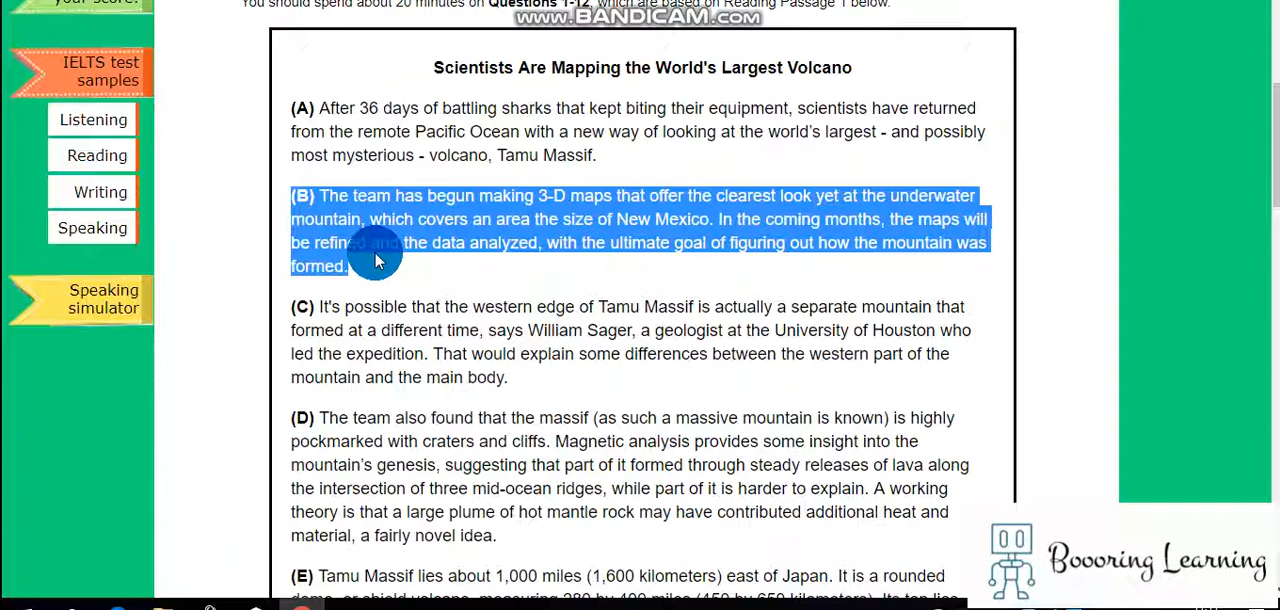 your score!
You should spend about 20 minutes on Questions 1-12, which are based on Reading Passage 1 below.
www.BANDICAM.com
IELTS test
samples
Listening
Reading
Writing
Speaking
Speaking
simulator
Scientists Are Mapping the World's Largest Volcano
(A) After 36 days of battling sharks that kept biting their equipment, scientists have returned
from the remote Pacific Ocean with a new way of looking at the world's largest - and possibly
most mysterious - volcano, Tamu Massif.
(B) The team has begun making 3-D maps that offer the clearest look yet at the underwater
mountain, which covers an area the size of New Mexico. In the coming months, the maps will
be refined and the data analyzed, with the ultimate goal of figuring out how the mountain was
formed.
(C) It's possible that the western edge of Tamu Massif is actually a separate mountain that
formed at a different time, says William Sager, a geologist at the University of Houston who
led the expedition. That would explain some differences between the western part of the
mountain and the main body.
(D) The team also found that the massif (as such a massive mountain is known) is highly
pockmarked with craters and cliffs. Magnetic analysis provides some insight into the
mountain's genesis, suggesting that part of it formed through steady releases of lava along
the intersection of three mid-ocean ridges, while part of it is harder to explain. A working
theory is that a large plume of hot mantle rock may have contributed additional heat and
material, a fairly novel idea.
(E) Tamu Massif lies about 1,000 miles (1,600 kilometers) east of Japan. It is a rounded
Boooring Learning